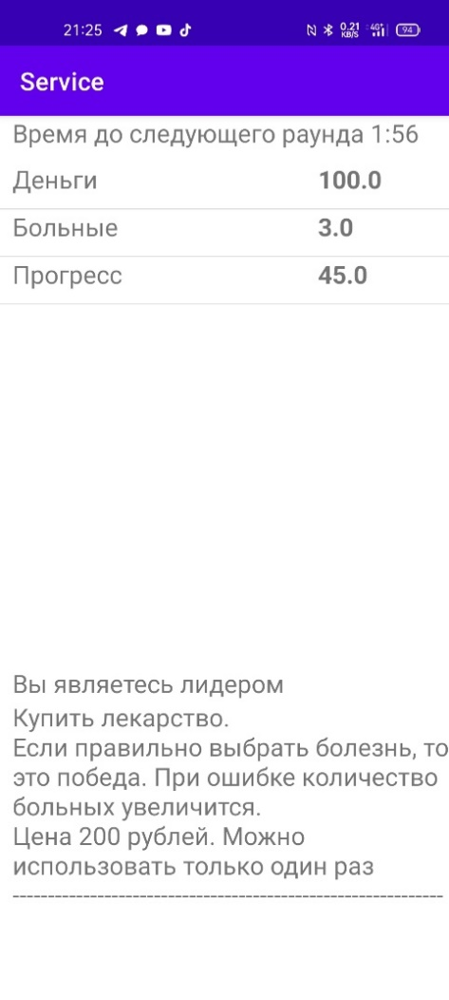 21:25 0.21 KB/S 4G+ 94
Service
Время до следующего раунда 1:56
Деньги 100.0
Больные 3.0
Прогресс 45.0
Вы являетесь лидером
Купить лекарство.
Если правильно выбрать болезнь, то
это победа. При ошибке количество
больных увеличится.
Цена 200 рублей. Можно
использовать только один раз
----------------------------------------------------------------